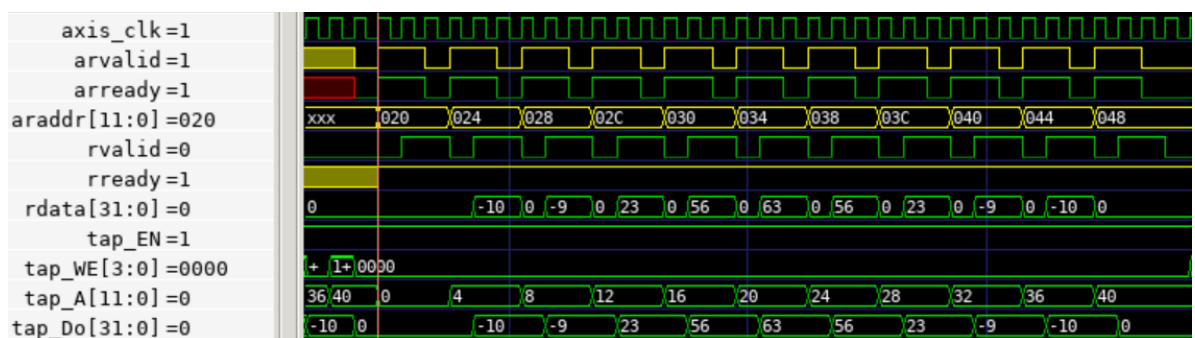 axis_clk =1
arvalid =1
arready =1
araddr[11:0] =020 xxx 020 024 028 02C 030 034 038 03C 040 044 048
rvalid =0
rready =1
rdata[31:0] =0 0 -10 0 -9 0 23 0 56 0 63 0 56 0 23 0 -9 0 -10 0
tap_EN =1
tap_WE[3:0] =0000 + 1+ 0000
tap_A[11:0] =0 36 40 0 4 8 12 16 20 24 28 32 36 40
tap_Do[31:0] =0 -10 0 -10 -9 23 56 63 56 23 -9 -10 0